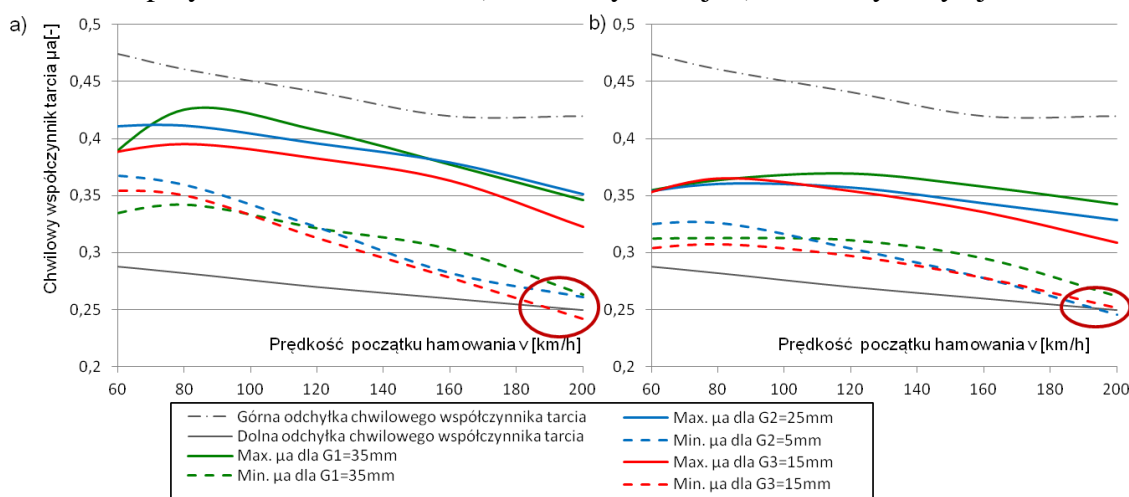 a)
b)
Chwilowy współczynnik tarcia µa[-]
0,5
0,45
0,4
0,35
0,3
0,25
0,2
Prędkość początku hamowania v [km/h]
60 80 100 120 140 160 180 200
0,5
0,45
0,4
0,35
0,3
0,25
0,2
Prędkość początku hamowania v [km/h]
60 80 100 120 140 160 180 200
Górna odchyłka chwilowego współczynnika tarcia
Dolna odchyłka chwilowego współczynnika tarcia
Max. µa dla G1=35mm
Min. µa dla G1=35mm
Max. µa dla G2=25mm
Min. µa dla G2=5mm
Max. µa dla G3=15mm
Min. µa dla G3=15mm